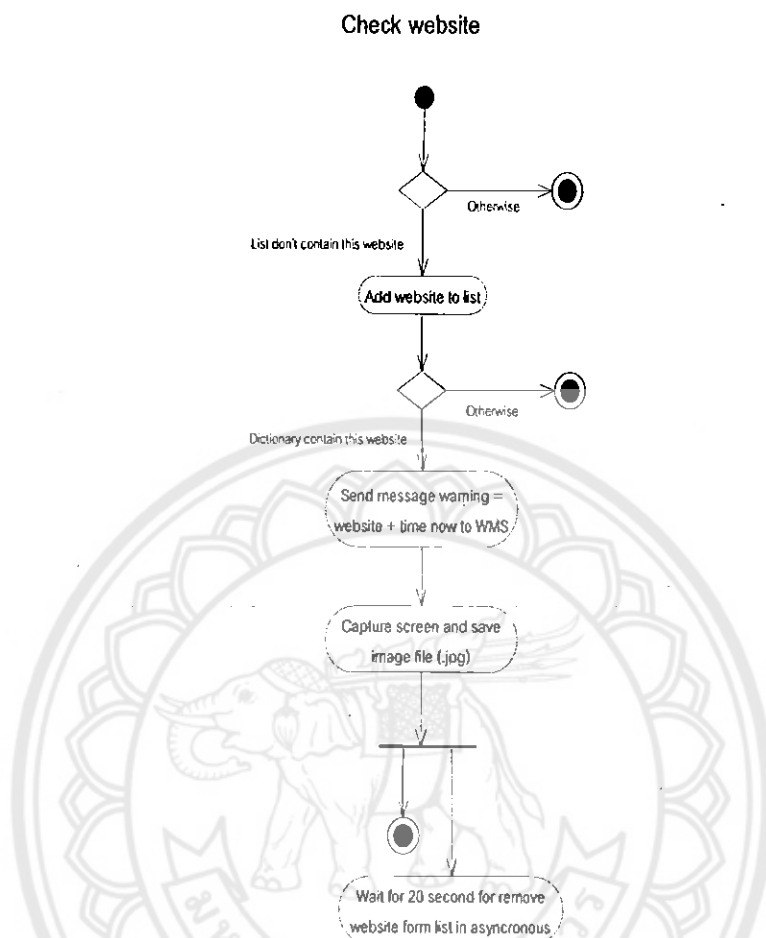 Check website
Otherwise
List don't contain this website
Add website to list
Otherwise
Dictionary contain this website
Send message warning =
website + time now to WMS
Capture screen and save
image file (.jpg)
Wait for 20 second for remove
website form list in asyncronous